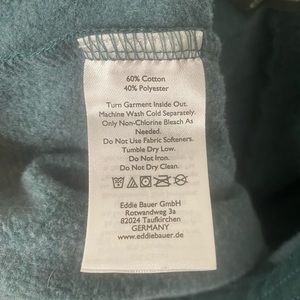 60% Cotton
40% Polyester
Turn Garment Inside Out.
Machine Wash Cold Separately.
Only Non-Chlorine Bleach As
Needed.
Do Not Use Fabric Softeners.
Tumble Dry Low.
Do Not Iron.
Do Not Dry Clean.
Eddie Bauer GmbH
Rotwandweg 3a
82024 Taufkirchen
GERMANY
www.eddiebauer.de